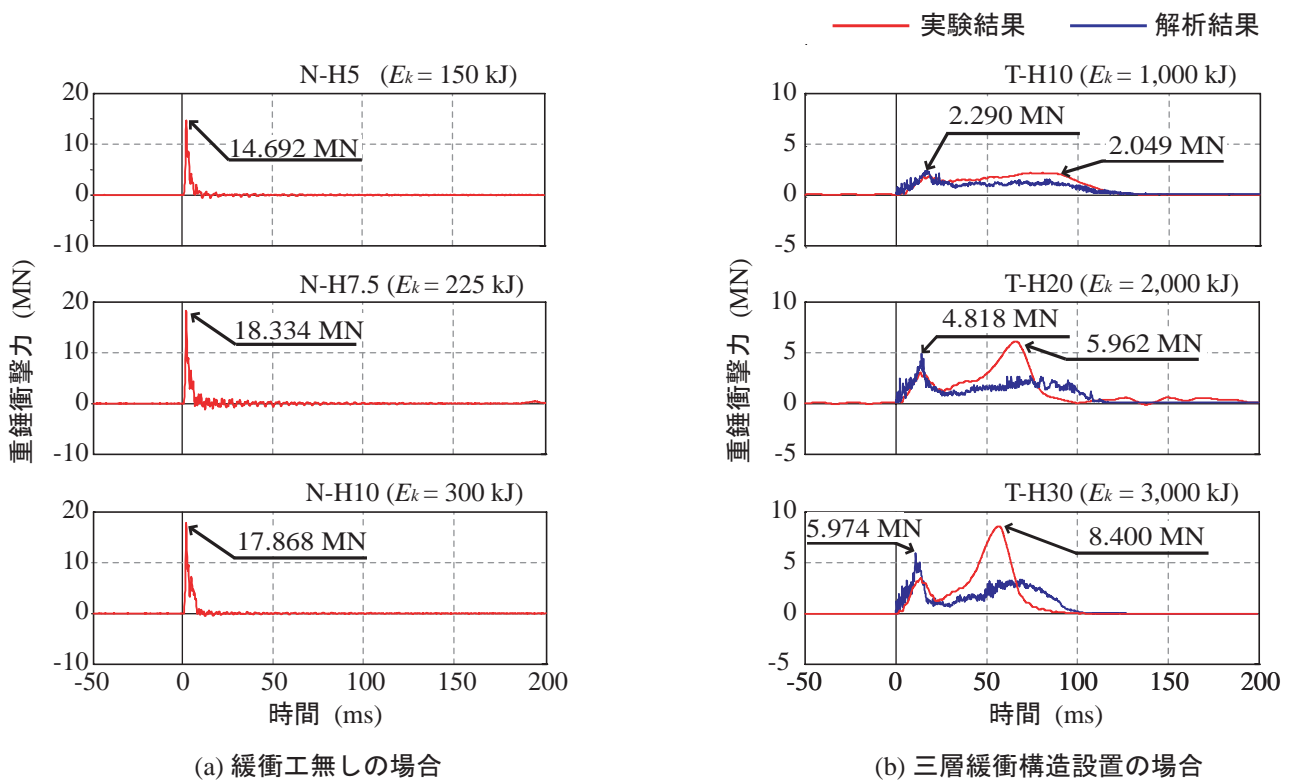 実験結果 解析結果
N-H5 (Ek = 150 kJ)
20
10
0
-10
14.692 MN
N-H7.5 (Ek = 225 kJ)
20
10
0
-10
18.334 MN
N-H10 (Ek = 300 kJ)
20
10
0
-10
17.868 MN
-50 0 50 100 150 200
時間 (ms)
重錘衝撃力 (MN)
(a) 緩衝工無しの場合
T-H10 (Ek = 1,000 kJ)
10
5
0
-5
2.290 MN
2.049 MN
T-H20 (Ek = 2,000 kJ)
10
5
0
-5
4.818 MN
5.962 MN
T-H30 (Ek = 3,000 kJ)
10
5
0
-5
5.974 MN
8.400 MN
-50 0 50 100 150 200
時間 (ms)
重錘衝撃力 (MN)
(b) 三層緩衝構造設置の場合